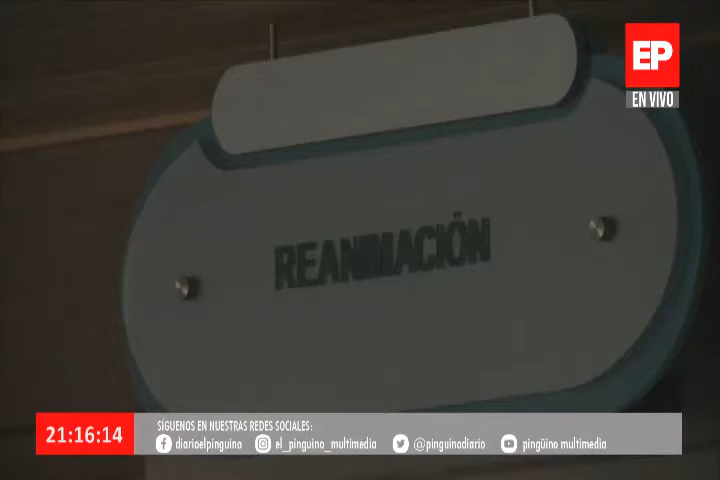 EP
EN VIVO
REANIMACIÓN
21:16:14
SÍGUENOS EN NUESTRAS REDES SOCIALES:
diarioelpinguino el_pinguino_multimedia @pinguinodiario pingüino multimedia